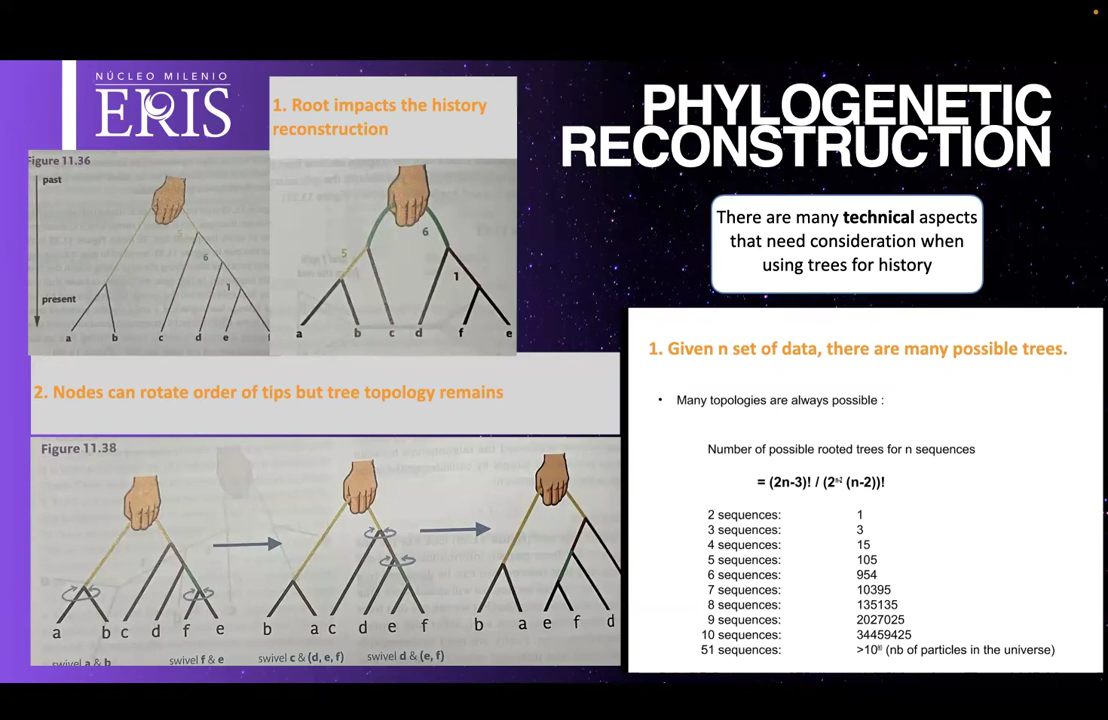 NÚCLEO MILENIO
ERIS
1. Root impacts the history
reconstruction
PHYLOGENETIC
RECONSTRUCTION
There are many technical aspects
that need consideration when
using trees for history
Figure 11.36
past
present
6
1
a b c d e f
5
6
1
a b c d f e
2. Nodes can rotate order of tips but tree topology remains
Figure 11.38
a b c d f e
b a c d e f
b a e f d
swivel a & b
swivel f & e
swivel c & (d, e, f)
swivel d & (e, f)
1. Given n set of data, there are many possible trees.
• Many topologies are always possible :
Number of possible rooted trees for n sequences
= (2n-3)! / (2ⁿ⁻² (n-2))!
2 sequences: 1
3 sequences: 3
4 sequences: 15
5 sequences: 105
6 sequences: 954
7 sequences: 10395
8 sequences: 135135
9 sequences: 2027025
10 sequences: 34459425
51 sequences: >10⁸⁰ (nb of particles in the universe)